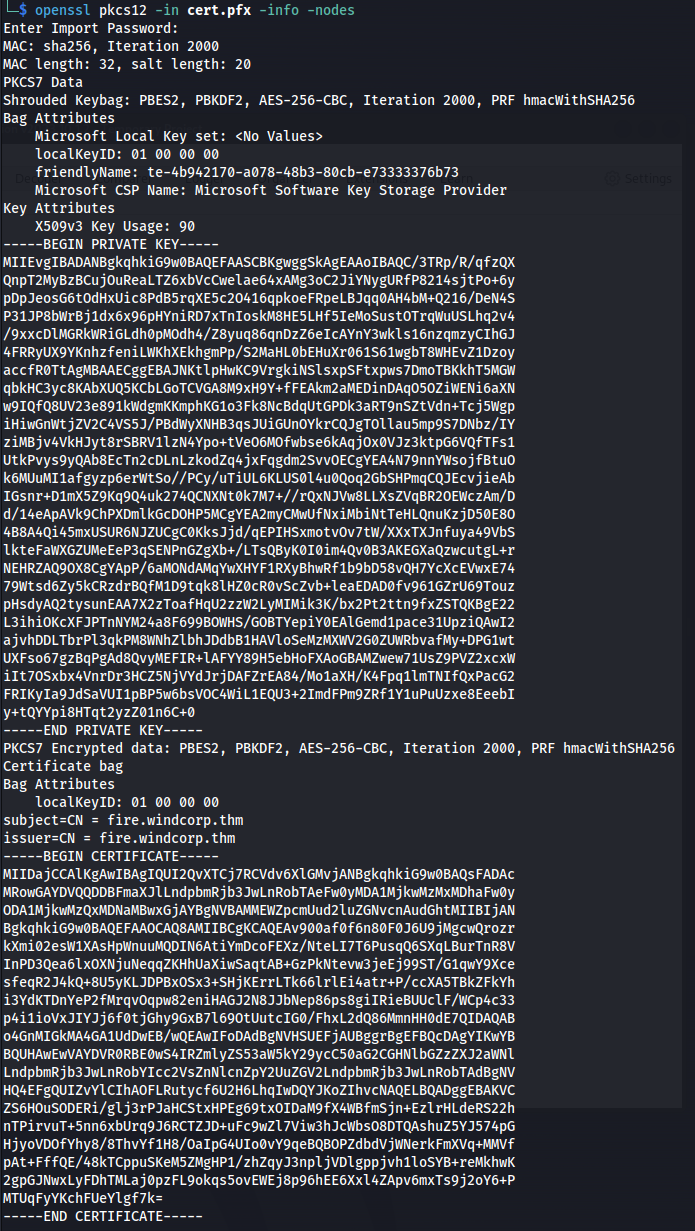 └─$ openssl pkcs12 -in cert.pfx -info -nodes
Enter Import Password:
MAC: sha256, Iteration 2000
MAC length: 32, salt length: 20
PKCS7 Data
Shrouded Keybag: PBES2, PBKDF2, AES-256-CBC, Iteration 2000, PRF hmacWithSHA256
Bag Attributes
    Microsoft Local Key set: <No Values>
    localKeyID: 01 00 00 00
    friendlyName: te-4b942170-a078-48b3-80cb-e73333376b73
Settings
    Microsoft CSP Name: Microsoft Software Key Storage Provider
Key Attributes
    X509v3 Key Usage: 90
-----BEGIN PRIVATE KEY-----
MIIEvgIBADANBgkqhkiG9w0BAQEFAASCBKgwggSkAgEAAoIBAQC/3TRp/R/qfzQX
QnpT2MyBzBCujOuReaLTZ6xbVcCwelae64xAMg3oC2JiYNygURfP8214sjtPo+6y
pDpJeosG6tOdHxUic8PdB5rqXE5c2O416qpkoeFRpeLBJqq0AH4bM+Q216/DeN4S
P31JP8bWrBj1dx6x96pHYniRD7xTnIoskM8HE5LHf5IeMoSustOTrqWuUSLhq2v4
/9xxcDlMGRkWRiGLdh0pMOdh4/Z8yuq86qnDzZ6eIcAYnY3wkls16nzqmzyCIhGJ
4FRRyUX9YKnhzfeniLWKhXEkhgmPp/S2MaHL0bEHuXr061S61wgbT8WHEvZ1Dzoy
accfR0TtAgMBAAECggEBAJNKtlpHwKC9VrgkiNSlsxpSFtxpws7DmoTBKkhT5MGW
qbkHC3yc8KAbXUQ5KCbLGoTCVGA8M9xH9Y+fFEAkm2aMEDinDAqO5OZiWENi6aXN
w9IQfQ8UV23e891kWdgmKKmphKG1o3Fk8NcBdqUtGPDk3aRT9nSZtVdn+Tcj5Wgp
iHiwGnWtjZV2C4VS5J/PBdWyXNHB3qsJUiGUnOYkrCQJgTOllau5mp9S7DNbz/IY
ziMBjv4VkHJyt8rSBRV1lzN4Ypo+tVeO6MOfwbse6kAqjOx0VJz3ktpG6VQfTFs1
UtkPvys9yQAb8EcTn2cDLnLzkodZq4jxFqgdm2SvvOECgYEA4N79nnYWsojfBtuO
k6MUuMI1afgyzp6erWtSo//PCy/uTiUL6KLUS0l4u0Qoq2GbSHPmqCQJEcvjieAb
IGsnr+D1mX5Z9Kq9Q4uk274QCNXNt0k7M7+//rQxNJVw8LLXsZVqBR2OEWczAm/D
d/14eApAVk9ChPXDmlkGcDOHP5MCgYEA2myCMwUfNxiMbiNtTeHLQnuKzjD50E8O
4B8A4Qi45mxUSUR6NJZUCgC0KksJjd/qEPIHSxmotvOv7tW/XXxTXJnfuya49VbS
lkteFaWXGZUMeEeP3qSENPnGZgXb+/LTsQByK0I0im4Qv0B3AKEGXaQzwcutgL+r
NEHRZAQ9OX8CgYApP/6aMONdAMqYwXHYF1RXyBhwRf1b9bD58vQH7YcXcEVwxE74
79Wtsd6Zy5kCRzdrBQfM1D9tqk8lHZ0cR0vScZvb+leaEDAD0fv961GZrU69Touz
pHsdyAQ2tysunEAA7X2zToafHqU2zzW2LyMIMik3K/bx2Pt2ttn9fxZSTQKBgE22
L3ihiOKcXFJPTnNYM24a8F699BOWHS/GOBTYepiY0EAlGemd1pace31UpziQAwI2
ajvhDDLTbrPl3qkPM8WNhZlbhJDdbB1HAVloSeMzMXWV2G0ZUWRbvafMy+DPG1wt
UXFso67gzBqPgAd8QvyMEFIR+lAFYY89H5ebHoFXAoGBAMZwew71UsZ9PVZ2xcxW
iIt7OSxbx4VnrDr3HCZ5NjVYdJrjDAFZrEA84/Mo1aXH/K4Fpq1lmTNIfQxPacG2
FRIKyIa9JdSaVUI1pBP5w6bsVOC4WiL1EQU3+2ImdFPm9ZRf1Y1uPuUzxe8EeebI
y+tQYYpi8HTqt2yzZ01n6C+0
-----END PRIVATE KEY-----
PKCS7 Encrypted data: PBES2, PBKDF2, AES-256-CBC, Iteration 2000, PRF hmacWithSHA256
Certificate bag
Bag Attributes
    localKeyID: 01 00 00 00
subject=CN = fire.windcorp.thm
issuer=CN = fire.windcorp.thm
-----BEGIN CERTIFICATE-----
MIIDajCCAlKgAwIBAgIQUI2QvXTCj7RCVdv6XlGMvjANBgkqhkiG9w0BAQsFADAc
MRowGAYDVQQDDBFmaXJlLndpbmRjb3JwLnRobTAeFw0yMDA1MjkwMzMxMDhaFw0y
ODA1MjkwMzQxMDNaMBwxGjAYBgNVBAMMEWZpcmUud2luZGNvcnAudGhtMIIBIjAN
BgkqhkiG9w0BAQEFAAOCAQ8AMIIBCgKCAQEAv900af0f6n80F0J6U9jMgcwQrozr
kXmi02esW1XAsHpWnuuMQDIN6AtiYmDcoFEXz/NteLI7T6PusqQ6SXqLBurTnR8V
InPD3Qea6lxOXNjuNeqqZKHhUaXiwSaqtAB+GzPkNtevw3jeEj99ST/G1qwY9Xce
sfeqR2J4kQ+8U5yKLJDPBxOSx3+SHjKErrLTk66lrlEi4atr+P/ccXA5TBkZFkYh
i3YdKTDnYeP2fMrqvOqpw82eniHAGJ2N8JJbNep86ps8giIRieBUUclF/WCp4c33
p4i1ioVxJIYJj6f0tjGhy9GxB7l69OtUutcIG0/FhxL2dQ86MmnHH0dE7QIDAQAB
o4GnMIGkMA4GA1UdDwEB/wQEAwIFoDAdBgNVHSUEFjAUBggrBgEFBQcDAgYIKwYB
BQUHAwEwVAYDVR0RBE0wS4IRZmlyZS53aW5kY29ycC50aG2CGHNlbGZzZXJ2aWNl
LndpbmRjb3JwLnRobYIcc2VsZnNlcnZpY2UuZGV2LndpbmRjb3JwLnRobTAdBgNV
HQ4EFgQUIZvYlCIhAOFLRutycf6U2H6LhqIwDQYJKoZIhvcNAQELBQADggEBAKVC
ZS6HOuSODERi/glj3rPJaHCStxHPEg69txOIDaM9fX4WBfmSjn+EzlrHLdeRS22h
nTPirvuT+5nn6xbUrq9J6RCTZJD+uFc9wZl7Viw3hJcWbsO8DTQAshuZ5YJ574pG
HjyoVDOfYhy8/8ThvYf1H8/OaIpG4UIo0vY9qeBQBOPZdbdVjWNerkFmXVq+MMVf
pAt+FffQE/48kTCppuSKeM5ZMgHP1/zhZqyJ3npljVDlgppjvh1loSYB+reMkhwK
2gpGJNwxLyFDhTMLaj0pzFL9okqs5ovEWEj8p96hEE6Xxl4ZApv6mxTs9j2oY6+P
MTUqFyYKchFUeYlgf7k=
-----END CERTIFICATE-----